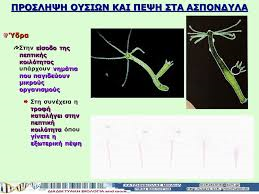 ΠΡΟΣΛΗΨΗ ΟΥΣΙΩΝ ΚΑΙ ΠΕΨΗ ΣΤΑ ΑΣΠΟΝΔΥΛΑ
Ύδρα
Στην είσοδο της
πεπτικής
κοιλότητας
υπάρχουν νημάτια
που παγιδεύουν
μικρούς
οργανισμούς
Στη συνέχεια η
τροφή
καταλήγει στην
πεπτική
κοιλότητα όπου
γίνετε η
εξωτερική πέψη